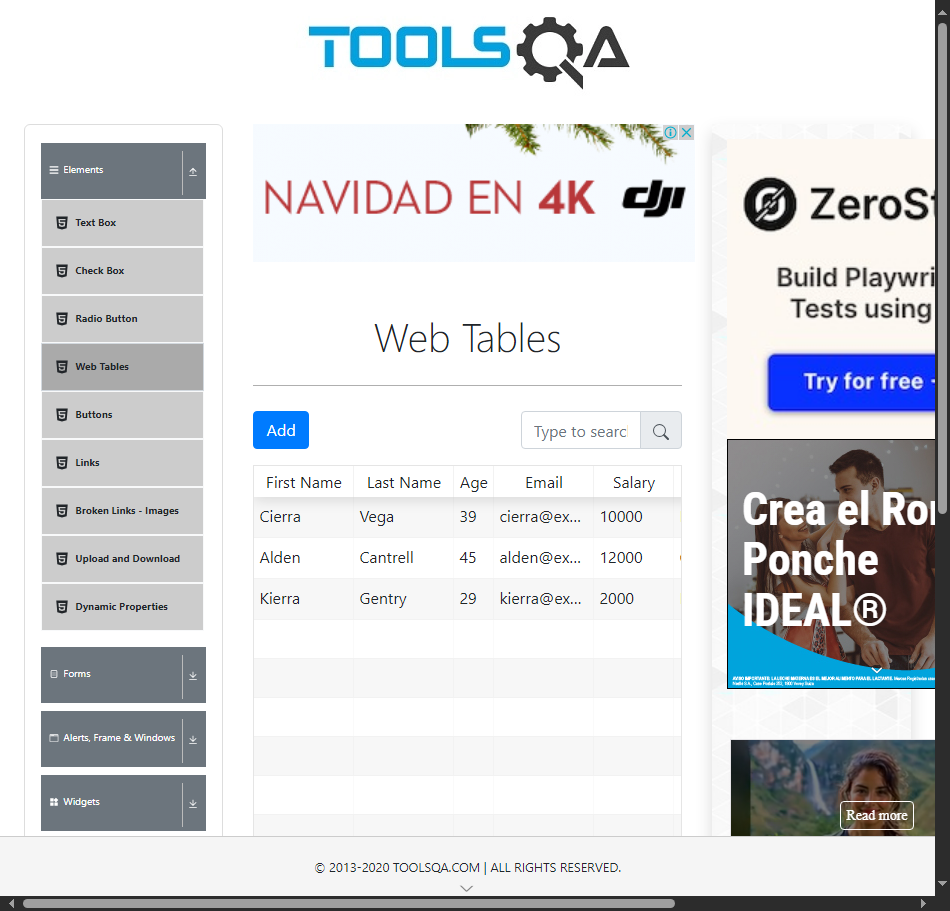 TOOLSQA
Elements
Text Box
Check Box
Radio Button
Web Tables
Buttons
Links
Broken Links - Images
Upload and Download
Dynamic Properties
Forms
Alerts, Frame & Windows
Widgets
NAVIDAD EN 4K dji
Web Tables
Add
Type to searc
First Name Last Name Age Email Salary
Cierra Vega 39 cierra@ex... 10000
Alden Cantrell 45 alden@ex... 12000
Kierra Gentry 29 kierra@ex... 2000
ZeroSt
Build Playwri
Tests using
Try for free
Crea el Ro
Ponche
IDEAL®
Read more
© 2013-2020 TOOLSQA.COM | ALL RIGHTS RESERVED.